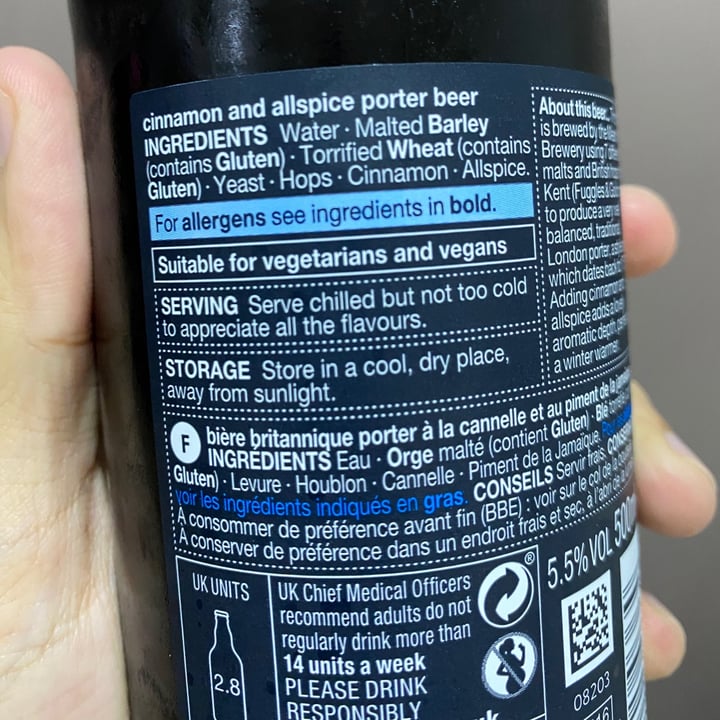 cinnamon and allspice porter beer
INGREDIENTS Water · Malted Barley
(contains Gluten) · Torrified Wheat (contains
Gluten) · Yeast · Hops · Cinnamon · Allspice.
For allergens see ingredients in bold.
Suitable for vegetarians and vegans
SERVING Serve chilled but not too cold
to appreciate all the flavours.
STORAGE Store in a cool, dry place,
away from sunlight.
About this beer...
is brewed by the
Brewery using
malts and British
Kent (Fuggles &
to produce a very
balanced,
London porter,
which dates back
Adding cinnamon
allspice adds a
aromatic depth,
a winter warmer.
F
bière britannique porter à la cannelle et au piment de la
INGRÉDIENTS Eau · Orge malté (contient Gluten) · Blé
Gluten) · Levure · Houblon · Cannelle · Piment de la Jamaïque.
voir les ingrédients indiqués en gras. CONSEILS Servir frais.
À consommer de préférence avant fin (BBE) : voir sur le col de la
À conserver de préférence dans un endroit frais et sec, à l'abri de
UK UNITS
2.8
UK Chief Medical Officers
recommend adults do not
regularly drink more than
14 units a week
PLEASE DRINK
RESPONSIBLY
®
5.5%VOL
08203